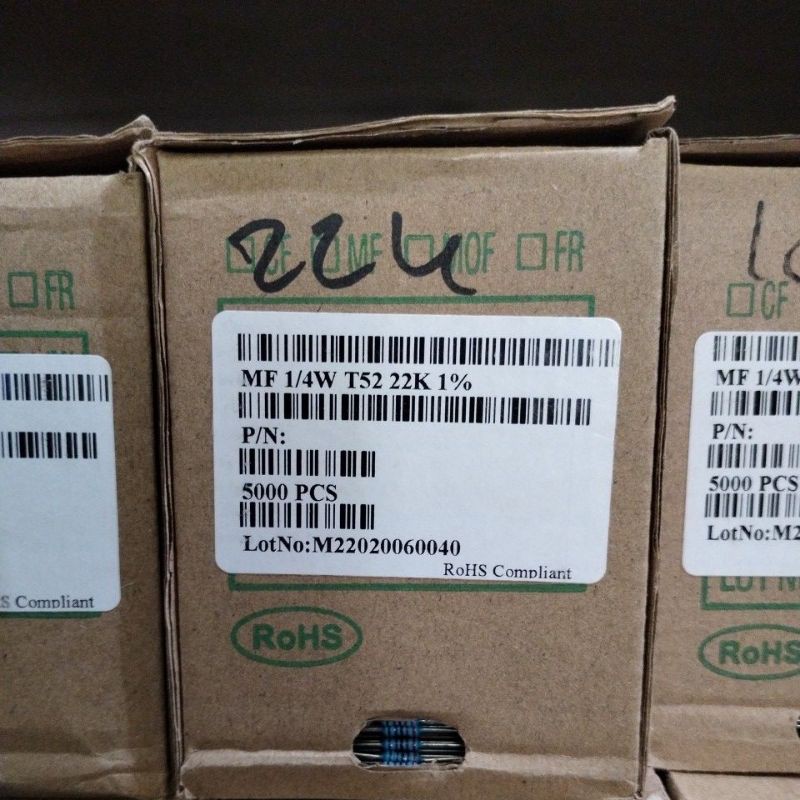 FR
S Compliant
22k
CF MF MOF FR
MF 1/4W T52 22K 1%
P/N:
5000 PCS
LotNo:M22020060040
RoHS Compliant
RoHS
CF
MF 1/4W
P/N:
5000 PCS
LotNo:M2
LOT N
RoHS